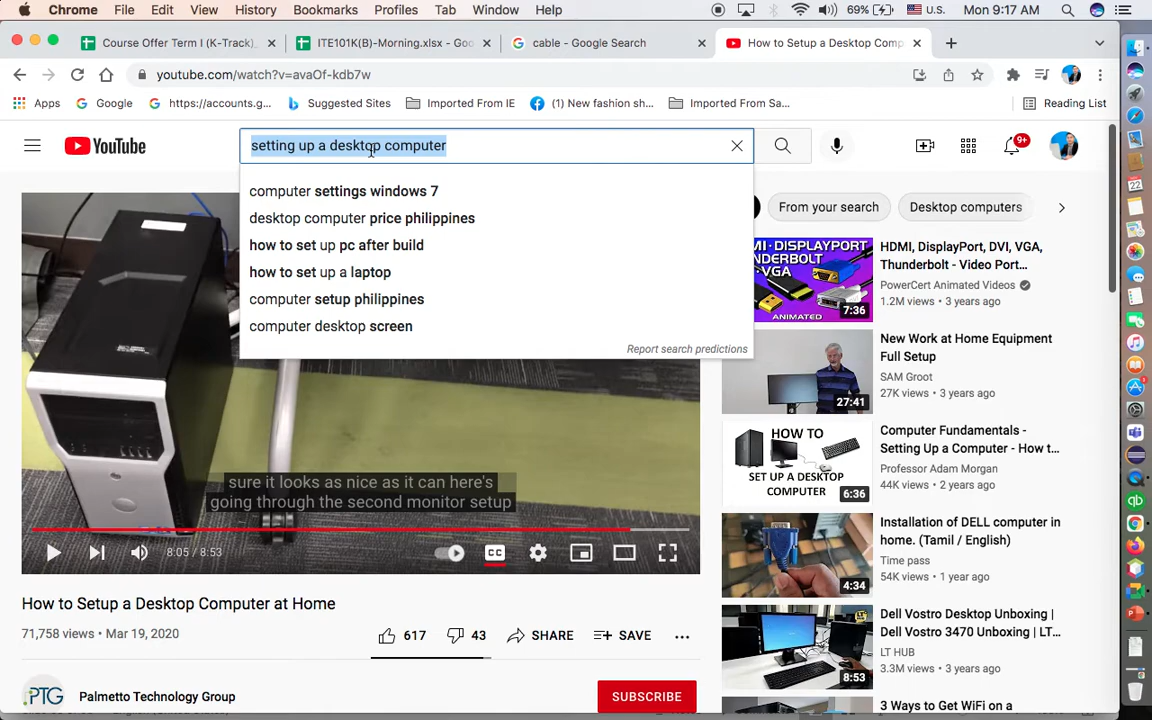 Chrome File Edit View History Bookmarks Profiles Tab Window Help 69% U.S. Mon 9:17 AM
Course Offer Term I (K-Track) ITE101K(B)-Morning.xlsx - Goo cable - Google Search How to Setup a Desktop Comp
youtube.com/watch?v=avaOf-kdb7w
Apps Google https://accounts.g... Suggested Sites Imported From IE (1) New fashion sh... Imported From Sa... Reading List
YouTube
setting up a desktop computer
9+
computer settings windows 7
desktop computer price philippines
how to set up pc after build
how to set up a laptop
computer setup philippines
computer desktop screen
Report search predictions
From your search Desktop computers
sure it looks as nice as it can here's
going through the second monitor setup
8:05 / 8:53
CC
How to Setup a Desktop Computer at Home
71,758 views • Mar 19, 2020
617 43 SHARE SAVE
PTG Palmetto Technology Group
SUBSCRIBE
DISPLAYPORT
THUNDERBOLT
VGA
ANIMATED
7:36
HDMI, DisplayPort, DVI, VGA,
Thunderbolt - Video Port...
PowerCert Animated Videos
1.2M views • 3 years ago
27:41
New Work at Home Equipment
Full Setup
SAM Groot
27K views • 3 years ago
HOW TO
SET UP A DESKTOP
COMPUTER
6:36
Computer Fundamentals -
Setting Up a Computer - How t...
Professor Adam Morgan
44K views • 2 years ago
4:34
Installation of DELL computer in
home. (Tamil / English)
Time pass
54K views • 1 year ago
8:53
Dell Vostro Desktop Unboxing |
Dell Vostro 3470 Unboxing | LT...
LT HUB
3.3M views • 3 years ago
3 Ways to Get WiFi on a